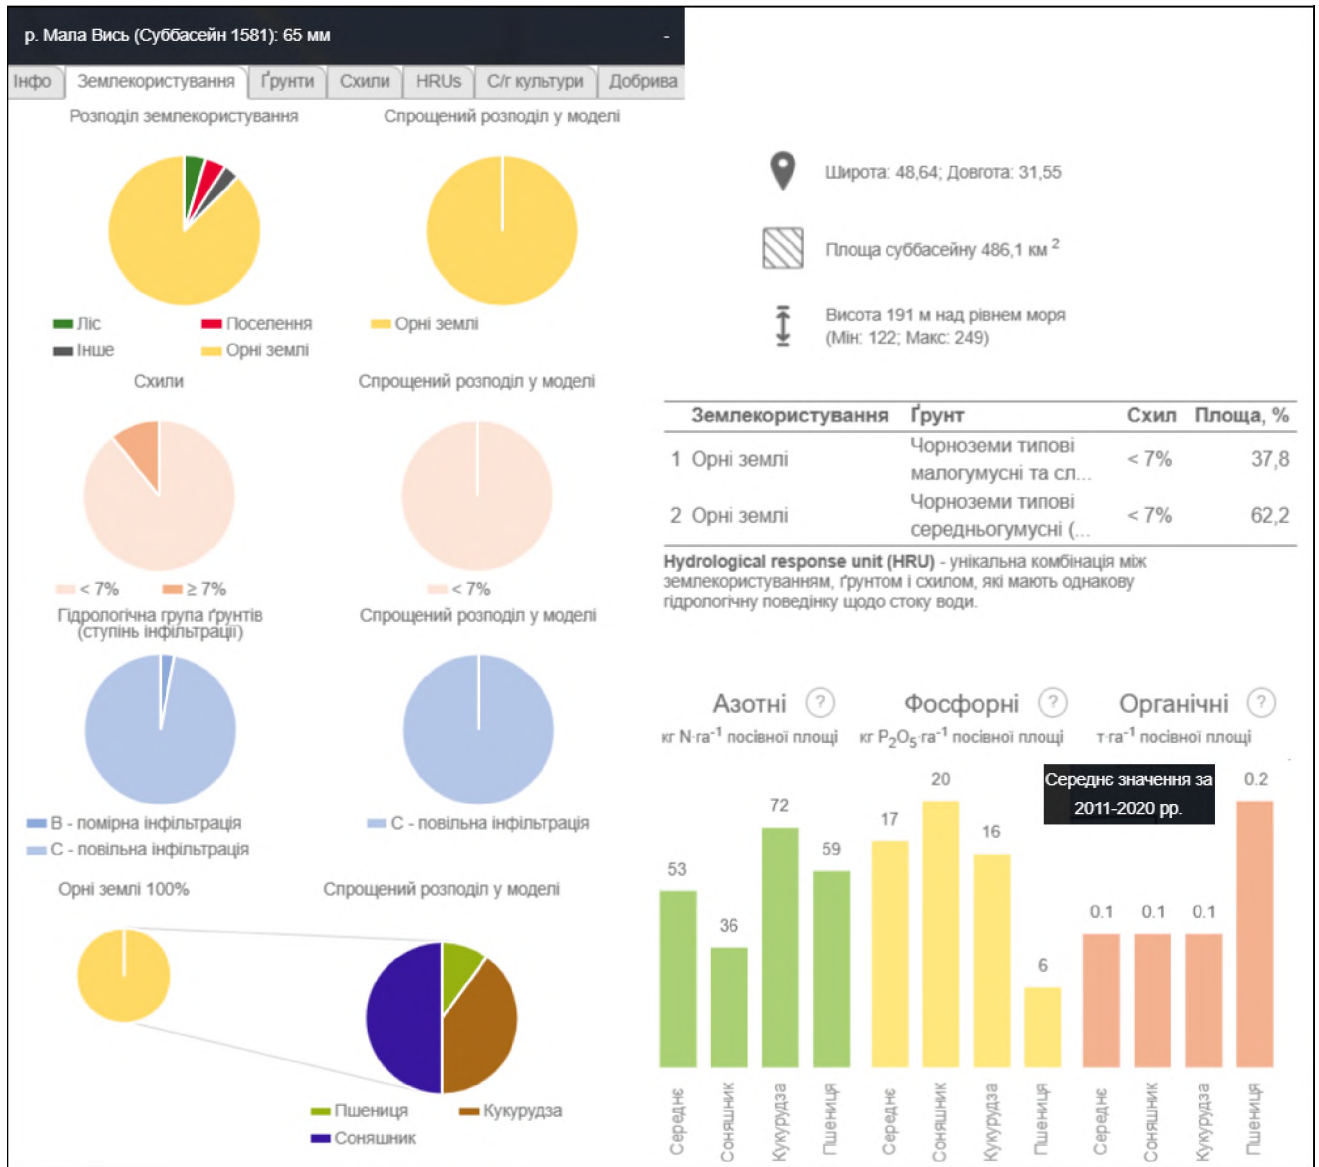 р. Мала Вись (Суббасейн 1581): 65 мм -
Інфо Землекористування Ґрунти Схили HRUs С/г культури Добрива
Розподіл землекористування Спрощений розподіл у моделі
Ліс Поселення
Інше Орні землі
Орні землі
Схили Спрощений розподіл у моделі
< 7% ≥ 7%
< 7%
Гідрологічна група ґрунтів
(ступінь інфільтрації)
Спрощений розподіл у моделі
B - помірна інфільтрація
C - повільна інфільтрація
C - повільна інфільтрація
Орні землі 100% Спрощений розподіл у моделі
Пшениця Кукурудза
Соняшник
Широта: 48,64; Довгота: 31,55
Площа суббасейну 486,1 км 2
Висота 191 м над рівнем моря
(Мін: 122; Макс: 249)
Землекористування Ґрунт Схил Площа, %
1 Орні землі Чорноземи типові малогумусні та сл... < 7% 37,8
2 Орні землі Чорноземи типові середньогумусні (... < 7% 62,2
Hydrological response unit (HRU) - унікальна комбінація між
землекористуванням, ґрунтом і схилом, які мають однакову
гідрологічну поведінку щодо стоку води.
Азотні ? Фосфорні ? Органічні ?
кг N·га-1 посівної площі кг P2O5·га-1 посівної площі т·га-1 посівної площі
Середнє значення за
2011-2020 рр.
53 36 72 59
17 20 16 6
0.1 0.1 0.1 0.2
Середнє Соняшник Кукурудза Пшениця
Середнє Соняшник Кукурудза Пшениця
Середнє Соняшник Кукурудза Пшениця